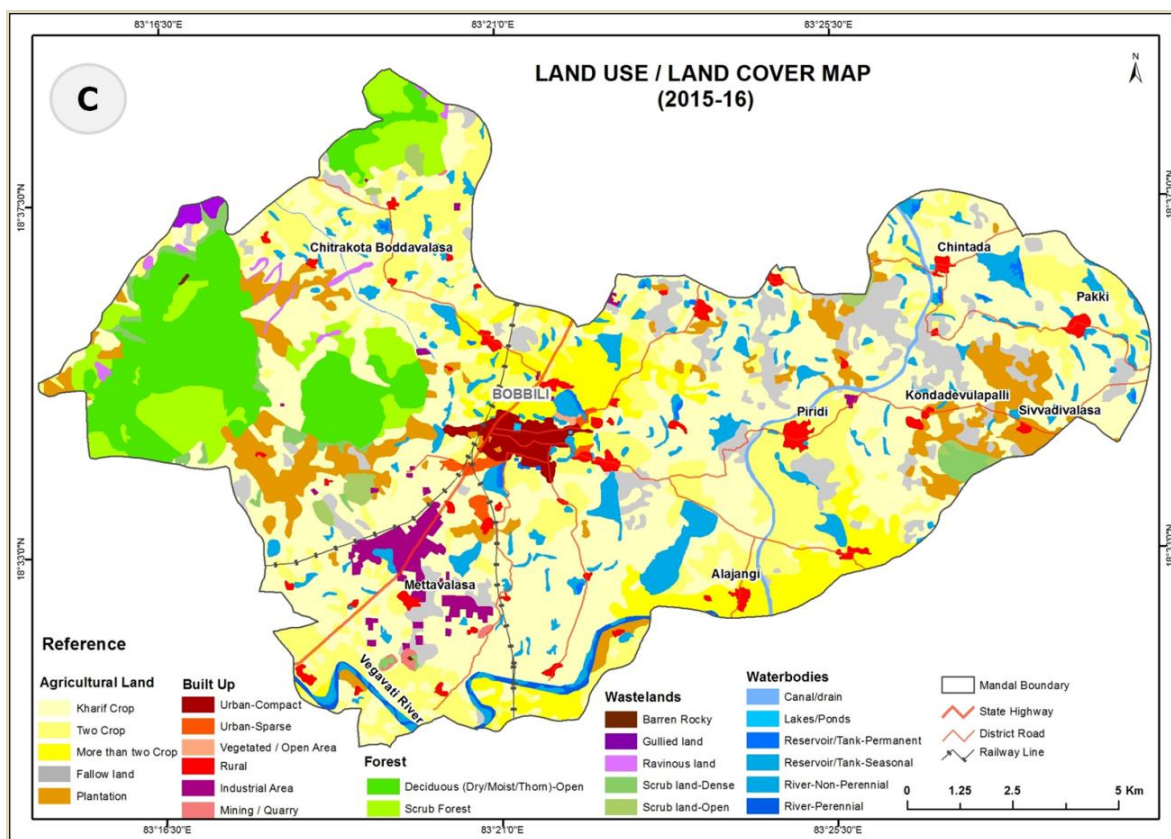 83°16'30"E
83°21'0"E
83°25'30"E
C
LAND USE / LAND COVER MAP
(2015-16)
N
18°37'30"N
18°37'30"N
Chitrakota Boddavalasa
Chintada
Pakki
BOBBILI
Kondadevulapalli
Piridi
Sivvadivalasa
18°33'0"N
18°33'0"N
Alajangi
Mettavalasa
Vegavati River
Reference
Agricultural Land
Kharif Crop
Two Crop
More than two Crop
Fallow land
Plantation
Built Up
Urban-Compact
Urban-Sparse
Vegetated / Open Area
Rural
Industrial Area
Mining / Quarry
Forest
Deciduous (Dry/Moist/Thorn)-Open
Scrub Forest
Wastelands
Barren Rocky
Gullied land
Ravinous land
Scrub land-Dense
Scrub land-Open
Waterbodies
Canal/drain
Lakes/Ponds
Reservoir/Tank-Permanent
Reservoir/Tank-Seasonal
River-Non-Perennial
River-Perennial
Mandal Boundary
State Highway
District Road
Railway Line
0 1.25 2.5 5 Km
83°16'30"E
83°21'0"E
83°25'30"E